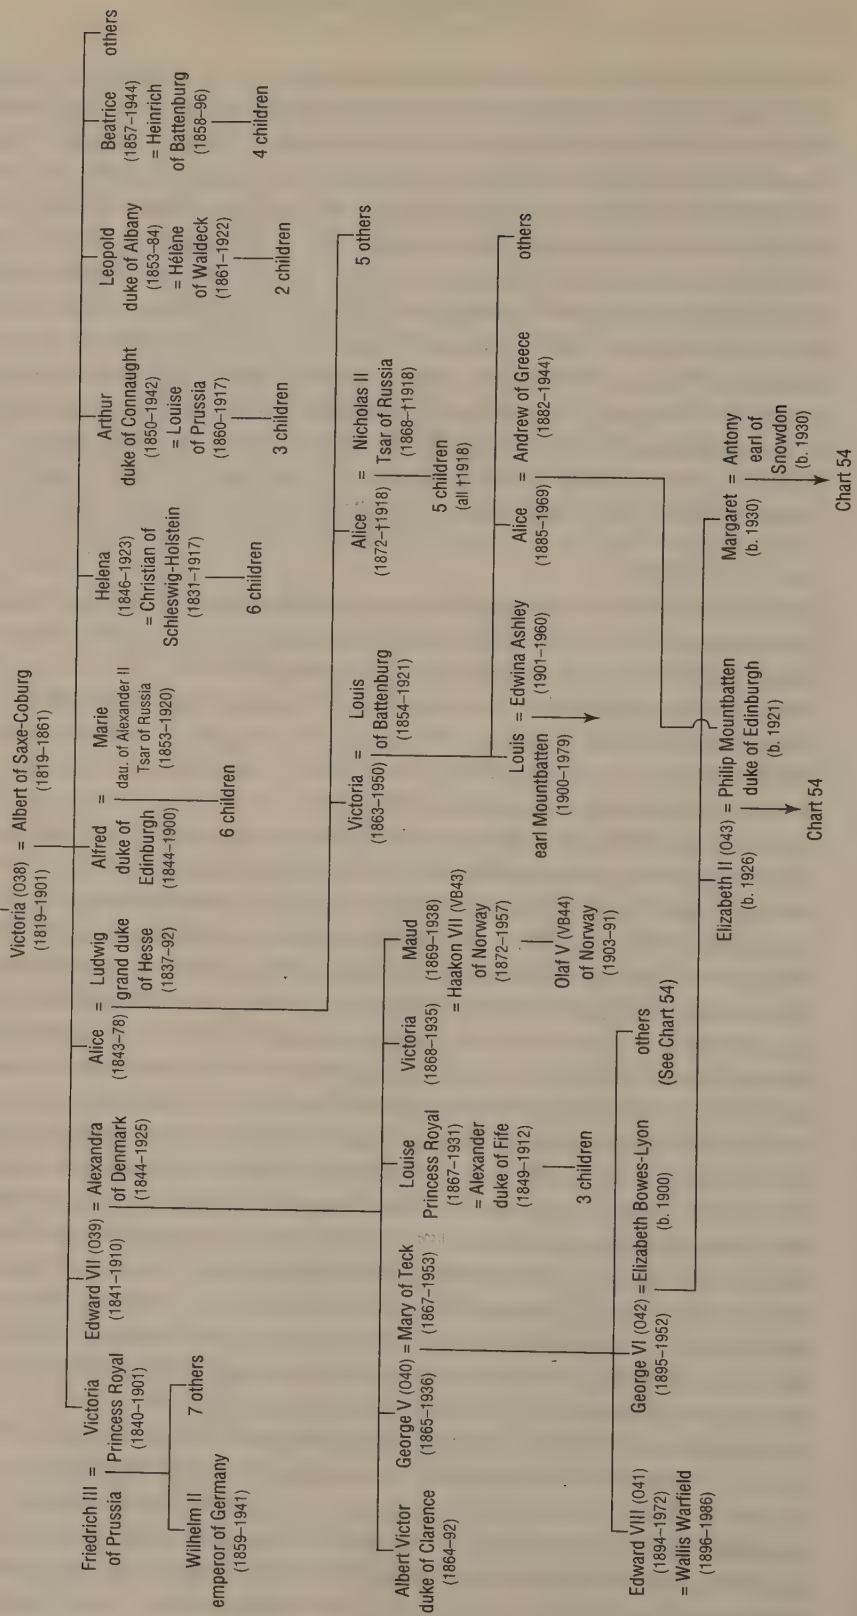 Victoria (O38) = Albert of Saxe-Coburg
(1819–1901)
(1819–1861)
Friedrich III =
of Prussia
Victoria
Princess Royal
(1840–1901)
Edward VII (O39) = Alexandra
(1841–1910)
of Denmark
(1844–1925)
Alice = Ludwig
(1843–78)
grand duke
of Hesse
(1837–92)
Alfred = Marie
duke of
Edinburgh
(1844–1900)
dau. of Alexander II
Tsar of Russia
(1853–1920)
6 children
Helena
(1846–1923)
= Christian of
Schleswig-Holstein
(1831–1917)
6 children
Arthur
duke of Connaught
(1850–1942)
= Louise
of Prussia
(1860–1917)
3 children
Leopold
duke of Albany
(1853–84)
= Hélène
of Waldeck
(1861–1922)
2 children
Beatrice
(1857–1944)
= Heinrich
of Battenburg
(1858–96)
4 children
others
Wilhelm II
emperor of Germany
(1859–1941)
7 others
Victoria = Louis
(1863–1950)
of Battenburg
(1854–1921)
Alice = Nicholas II
(1872–†1918)
Tsar of Russia
(1868–†1918)
5 children
(all †1918)
5 others
Albert Victor
duke of Clarence
(1864–92)
George V (O40) = Mary of Teck
(1865–1936)
(1867–1953)
Louise
Princess Royal
(1867–1931)
= Alexander
duke of Fife
(1849–1912)
3 children
Victoria
(1868–1935)
Maud
(1869–1938)
= Haakon VII (VB43)
of Norway
(1872–1957)
Olaf V (VB44)
of Norway
(1903–91)
Louis = Edwina Ashley
earl Mountbatten
(1900–1979)
(1901–1960)
Alice = Andrew of Greece
(1885–1969)
(1882–1944)
others
Edward VIII (O41)
(1894–1972)
= Wallis Warfield
(1896–1986)
George VI (O42) = Elizabeth Bowes-Lyon
(1895–1952)
(b. 1900)
others
(See Chart 54)
Elizabeth II (O43) = Philip Mountbatten
(b. 1926)
duke of Edinburgh
(b. 1921)
Chart 54
Margaret = Antony
(b. 1930)
earl of
Snowdon
(b. 1930)
Chart 54